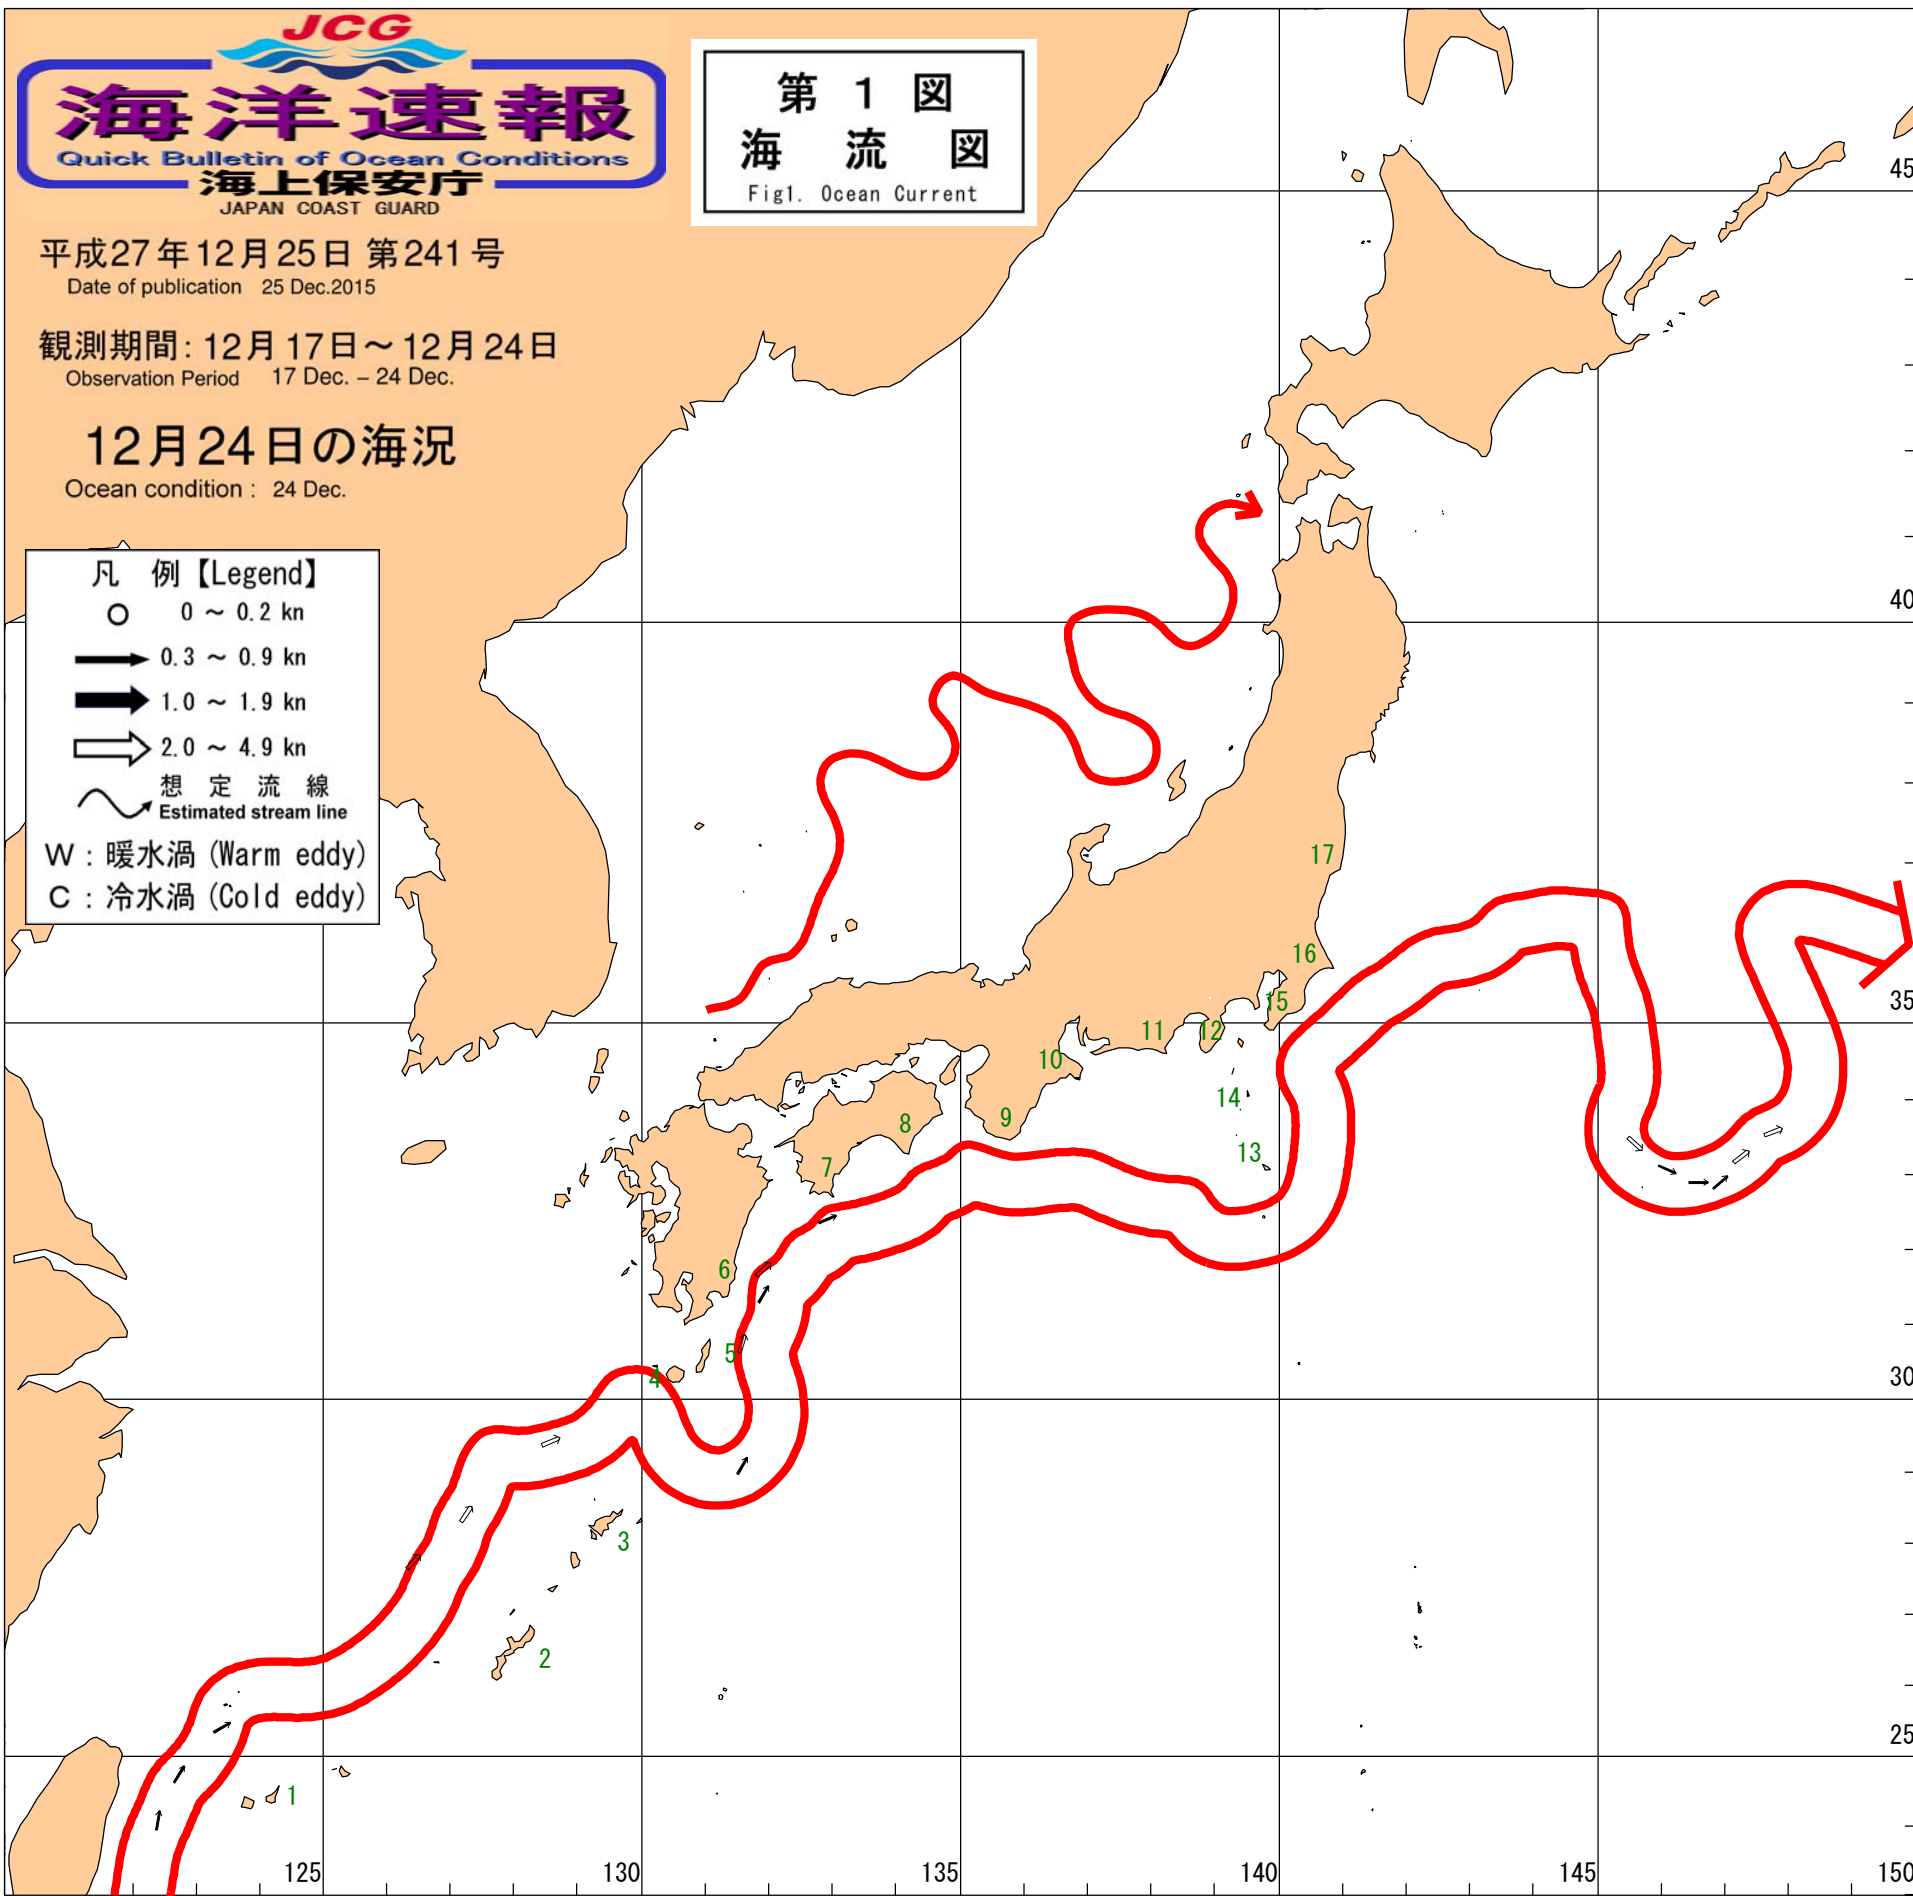 JCG
海洋速報
Quick Bulletin of Ocean Conditions
海上保安庁
JAPAN COAST GUARD
第 1 図
海 流 図
Fig1. Ocean Current
平成27年12月25日 第241号
Date of publication 25 Dec.2015
観測期間: 12月17日～12月24日
Observation Period 17 Dec. – 24 Dec.
12月24日の海況
Ocean condition : 24 Dec.
凡 例【Legend】
0 ～ 0.2 kn
0.3 ～ 0.9 kn
1.0 ～ 1.9 kn
2.0 ～ 4.9 kn
想 定 流 線
Estimated stream line
W : 暖水渦 (Warm eddy)
C : 冷水渦 (Cold eddy)
45
40
17
16
35
15
12
11
10
14
9
8
13
7
6
5
4
30
3
2
25
1
125
130
135
140
145
150